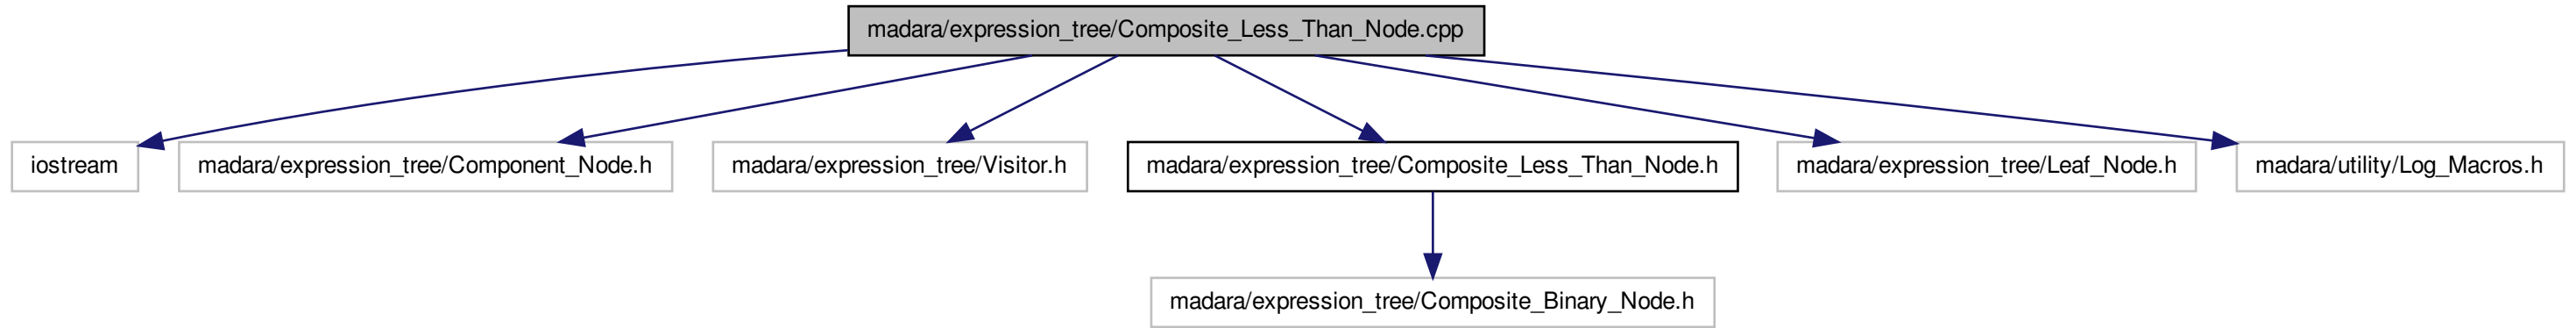 madara/expression_tree/Composite_Less_Than_Node.cpp
iostream
madara/expression_tree/Component_Node.h
madara/expression_tree/Visitor.h
madara/expression_tree/Composite_Less_Than_Node.h
madara/expression_tree/Leaf_Node.h
madara/utility/Log_Macros.h
madara/expression_tree/Composite_Binary_Node.h